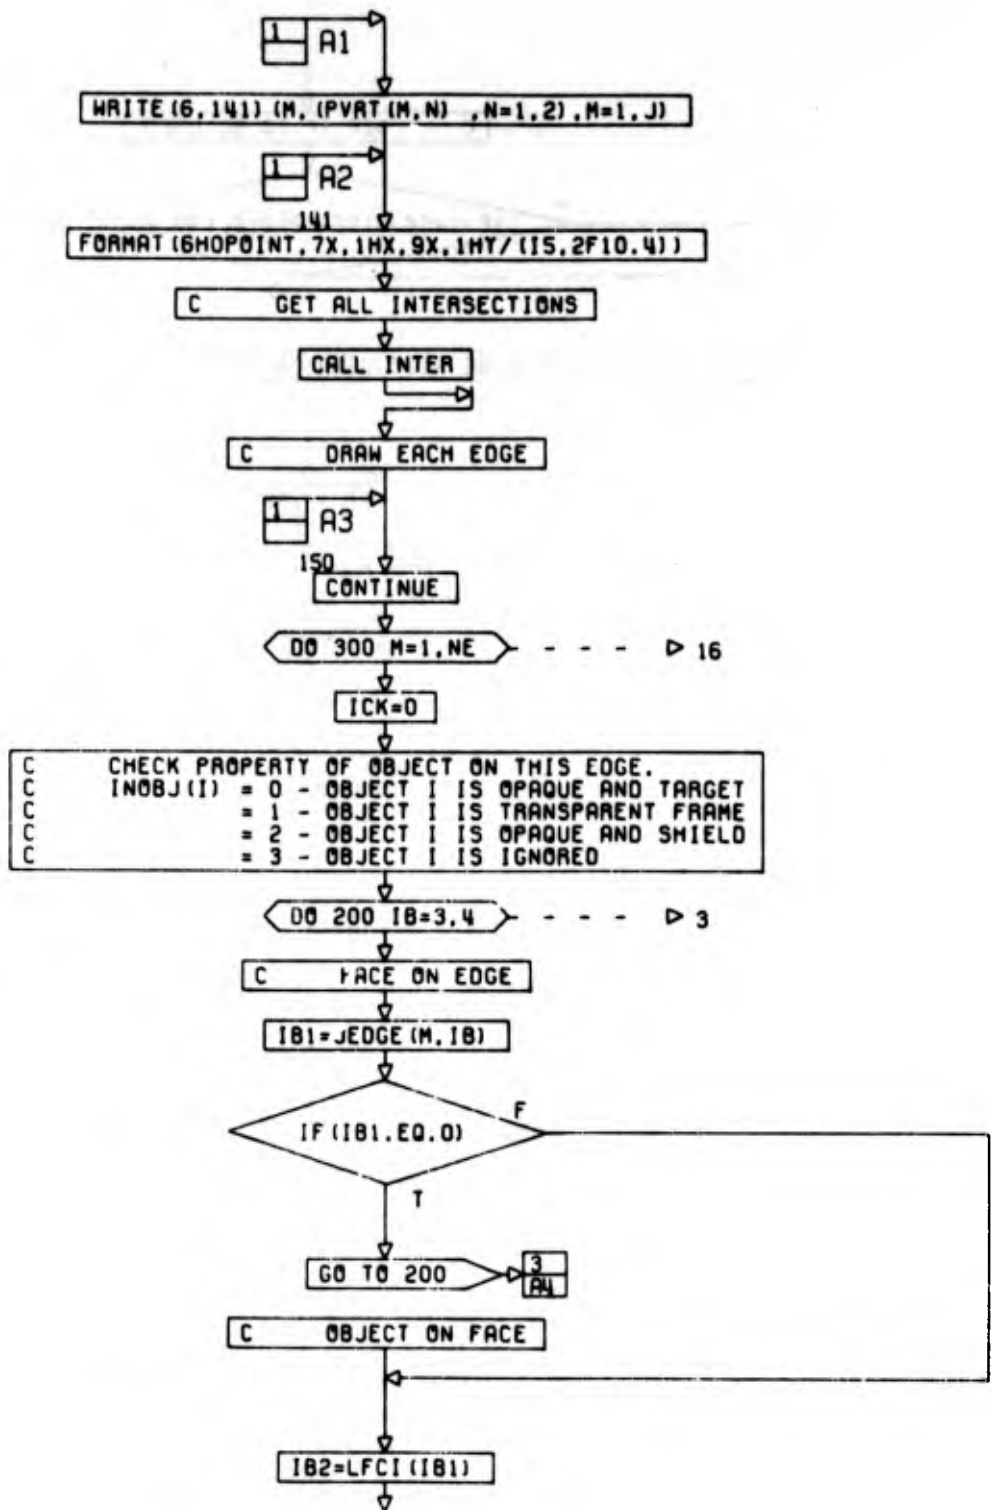 1 A1
WRITE(6,141)(M,(PVRT(M,N) ,N=1,2),M=1,J)
1 A2
141
FORMAT(6HOPOINT,7X,1HX,9X,1HY/(I5,2F10.4))
C GET ALL INTERSECTIONS
CALL INTER
C DRAW EACH EDGE
1 A3
150
CONTINUE
DO 300 M=1,NE - - - - 16
ICK=0
C CHECK PROPERTY OF OBJECT ON THIS EDGE.
C INOBJ(I) = 0 - OBJECT I IS OPAQUE AND TARGET
C = 1 - OBJECT I IS TRANSPARENT FRAME
C = 2 - OBJECT I IS OPAQUE AND SHIELD
C = 3 - OBJECT I IS IGNORED
DO 200 IB=3,4 - - - - 3
C FACE ON EDGE
IB1=JEDGE(M,IB)
F
IF(IB1.EQ.0)
T
GO TO 200
3
A4
C OBJECT ON FACE
IB2=LFCI(IB1)